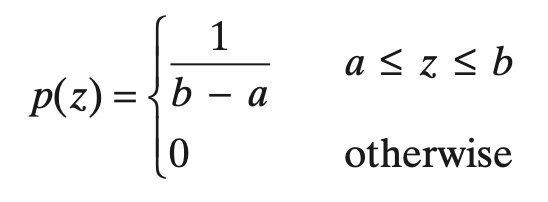 p(z) = { 1/(b − a)   a ≤ z ≤ b
0   otherwise